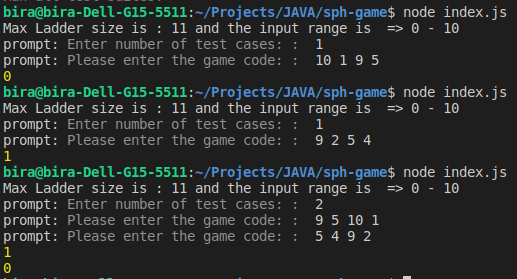 bira@bira-Dell-G15-5511:~/Projects/JAVA/sph-game$ node index.js
Max Ladder size is : 11 and the input range is  => 0 - 10
prompt: Enter number of test cases: :  1
prompt: Please enter the game code: :  10 1 9 5
0
bira@bira-Dell-G15-5511:~/Projects/JAVA/sph-game$ node index.js
Max Ladder size is : 11 and the input range is  => 0 - 10
prompt: Enter number of test cases: :  1
prompt: Please enter the game code: :  9 2 5 4
1
bira@bira-Dell-G15-5511:~/Projects/JAVA/sph-game$ node index.js
Max Ladder size is : 11 and the input range is  => 0 - 10
prompt: Enter number of test cases: :  2
prompt: Please enter the game code: :  9 5 10 1
prompt: Please enter the game code: :  5 4 9 2
1
0